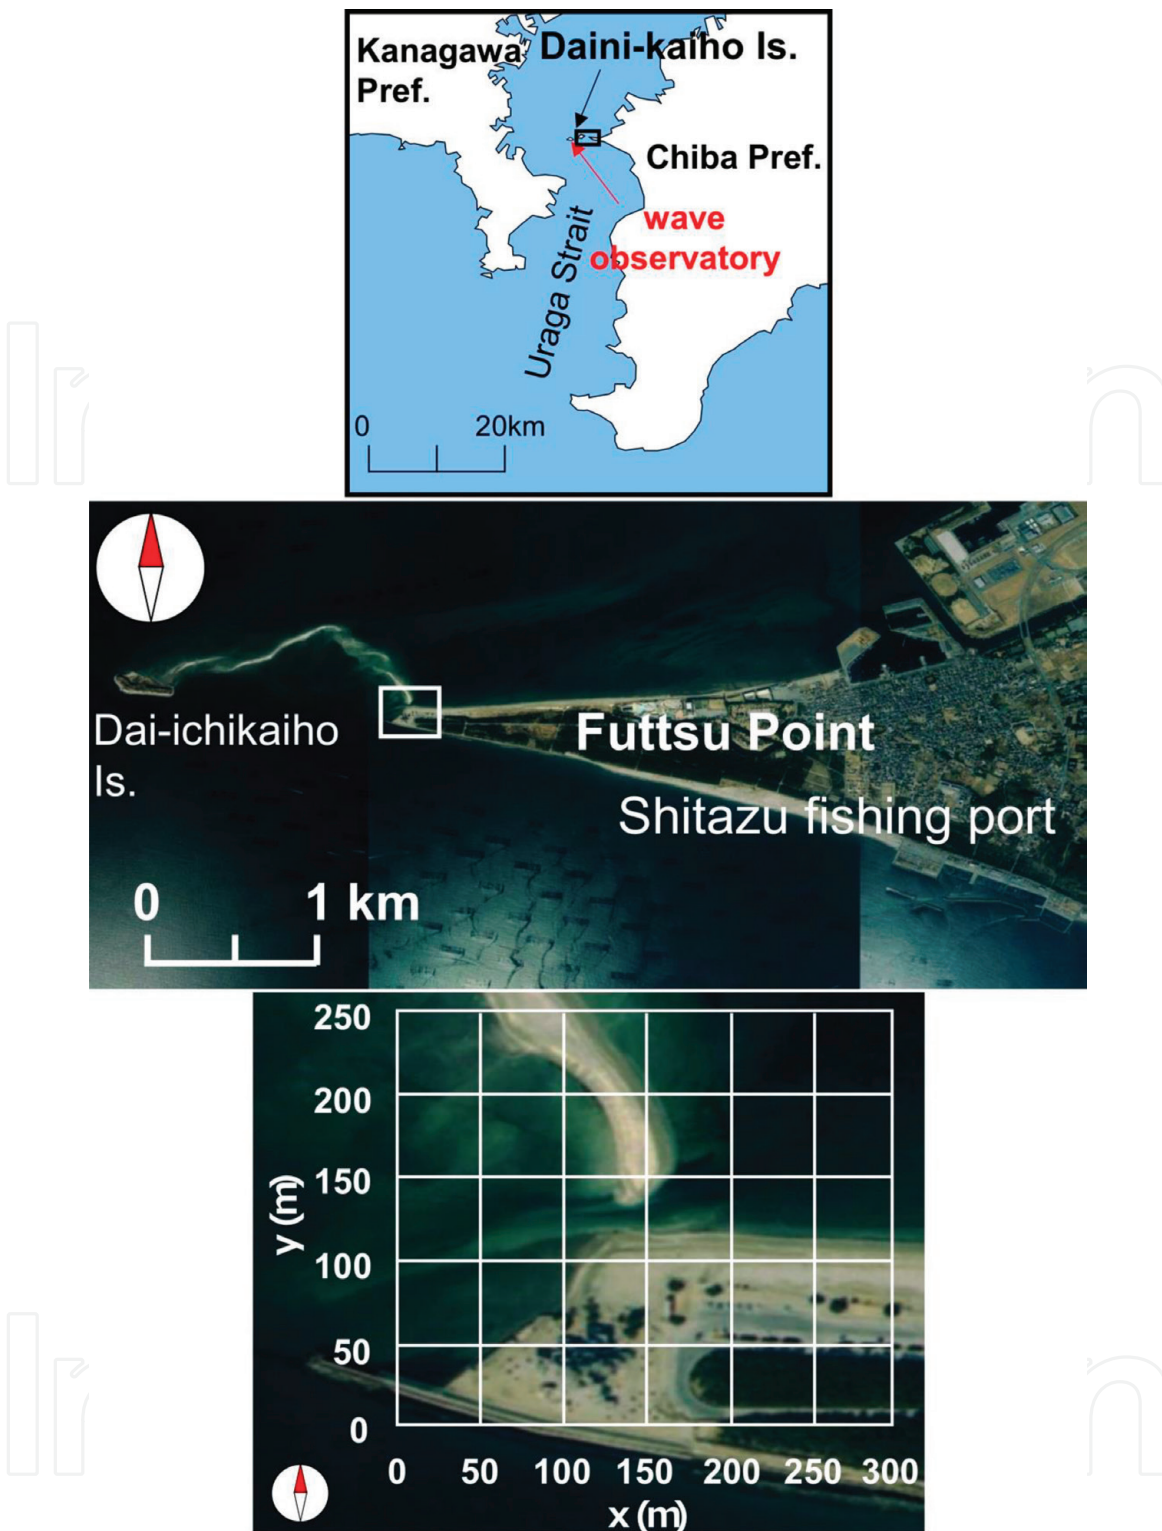 Kanagawa
Pref.
Daini-kaiho Is.
Chiba Pref.
wave
observatory
Uraga Strait
0 20km
Dai-ichikaiho
Is.
Futtsu Point
Shitazu fishing port
0 1 km
250
200
150
100
50
0
y (m)
0 50 100 150 200 250 300
x (m)